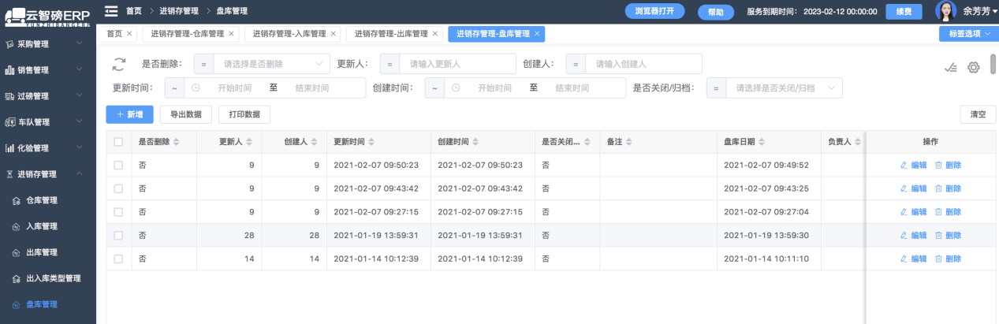 云智磅ERP
YUNZHIBANGERP
首页 > 进销存管理 > 盘库管理
浏览器打开 帮助 服务到期时间: 2023-02-12 00:00:00 续费 余芳芳
首页 × 进销存管理-仓库管理 × 进销存管理-入库管理 × 进销存管理-出库管理 × 进销存管理-盘库管理 × 标签选项
采购管理
销售管理
过磅管理
车队管理
化验管理
进销存管理
仓库管理
入库管理
出库管理
出入库类型管理
盘库管理
是否删除: = 请选择是否删除 更新人: = 请输入更新人 创建人: = 请输入创建人
更新时间: ~ 开始时间 至 结束时间 创建时间: ~ 开始时间 至 结束时间 是否关闭/归档: = 请选择是否关闭/归档
+ 新增 导出数据 打印数据 清空
是否删除 更新人 创建人 更新时间 创建时间 是否关闭... 备注 盘库日期 负责人 操作
否 9 9 2021-02-07 09:50:23 2021-02-07 09:50:23 否 2021-02-07 09:49:52 编辑 删除
否 9 9 2021-02-07 09:43:42 2021-02-07 09:43:42 否 2021-02-07 09:43:25 编辑 删除
否 9 9 2021-02-07 09:27:15 2021-02-07 09:27:15 否 2021-02-07 09:27:04 编辑 删除
否 28 28 2021-01-19 13:59:31 2021-01-19 13:59:31 否 2021-01-19 13:59:30 编辑 删除
否 14 14 2021-01-14 10:12:39 2021-01-14 10:12:39 否 2021-01-14 10:11:10 编辑 删除